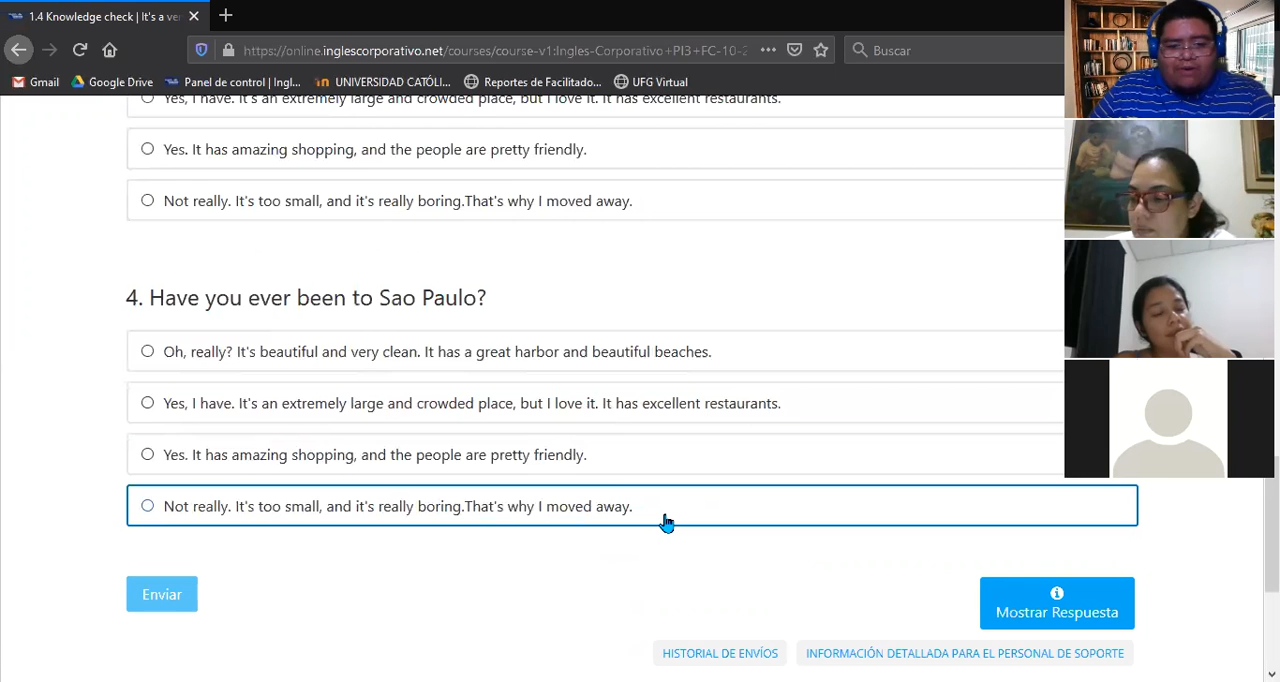 1.4 Knowledge check | It's a ver
https://online.inglescorporativo.net/courses/course-v1:Ingles-Corporativo+PI3+FC-10-2
Buscar
Gmail
Google Drive
Panel de control | Ingl...
UNIVERSIDAD CATÓLI...
Reportes de Facilitado...
UFG Virtual
Yes, I have. It's an extremely large and crowded place, but I love it. It has excellent restaurants.
Yes. It has amazing shopping, and the people are pretty friendly.
Not really. It's too small, and it's really boring.That's why I moved away.
4. Have you ever been to Sao Paulo?
Oh, really? It's beautiful and very clean. It has a great harbor and beautiful beaches.
Yes, I have. It's an extremely large and crowded place, but I love it. It has excellent restaurants.
Yes. It has amazing shopping, and the people are pretty friendly.
Not really. It's too small, and it's really boring.That's why I moved away.
Enviar
Mostrar Respuesta
HISTORIAL DE ENVÍOS
INFORMACIÓN DETALLADA PARA EL PERSONAL DE SOPORTE